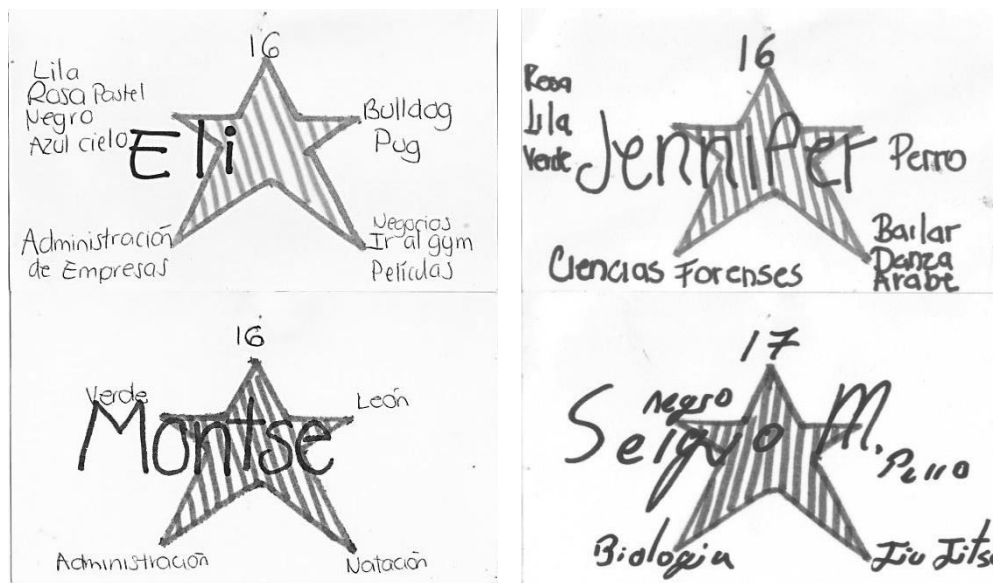 16
Lila
Rosa Pastel
Negro
Azul cielo
Eli
Bulldog
Pug
Administración
de Empresas
Negocios
Ir al gym
Películas
16
Rosa
Lila
Verde
Jennifer
Perro
Ciencias Forenses
Bailar
Danza
Arabe
16
Verde
León
Montse
Administración
Natación
17
negro
Sergio M.
Perro
Biologia
Jiu Jitsu